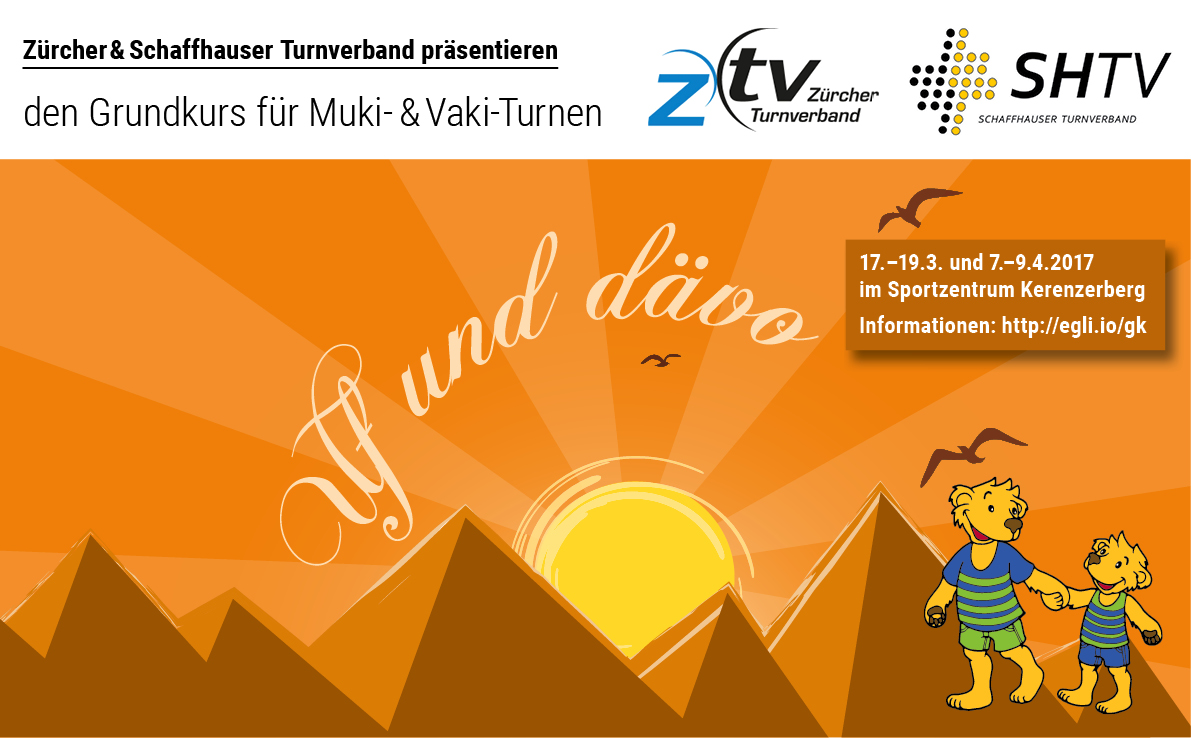 Zürcher & Schaffhauser Turnverband präsentieren
den Grundkurs für Muki- & Vaki-Turnen
ztv Zürcher
Turnverband
SHTV
SCHAFFHAUSER TURNVERBAND
Uf und dävo
17.–19.3. und 7.–9.4.2017
im Sportzentrum Kerenzerberg
Informationen: http://egli.io/gk